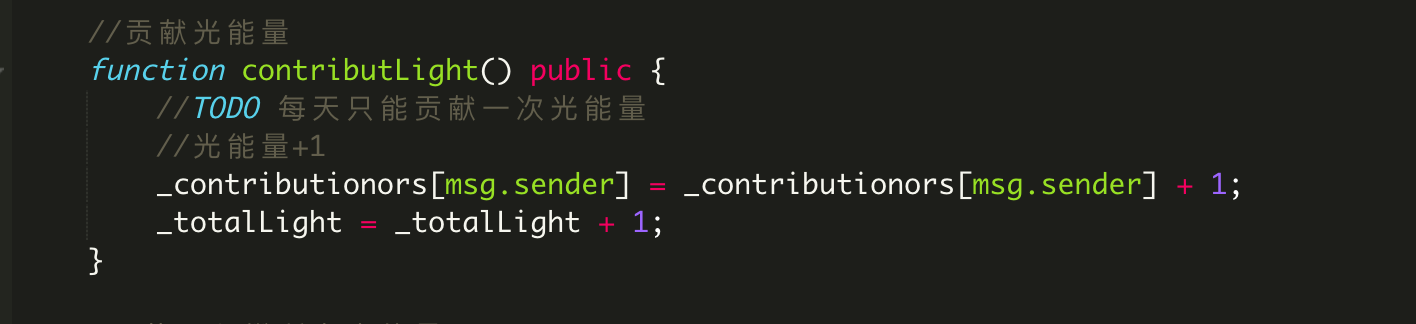 //贡献光能量
function contributLight() public {
//TODO 每天只能贡献一次光能量
//光能量+1
_contributionors[msg.sender] = _contributionors[msg.sender] + 1;
_totalLight = _totalLight + 1;
}